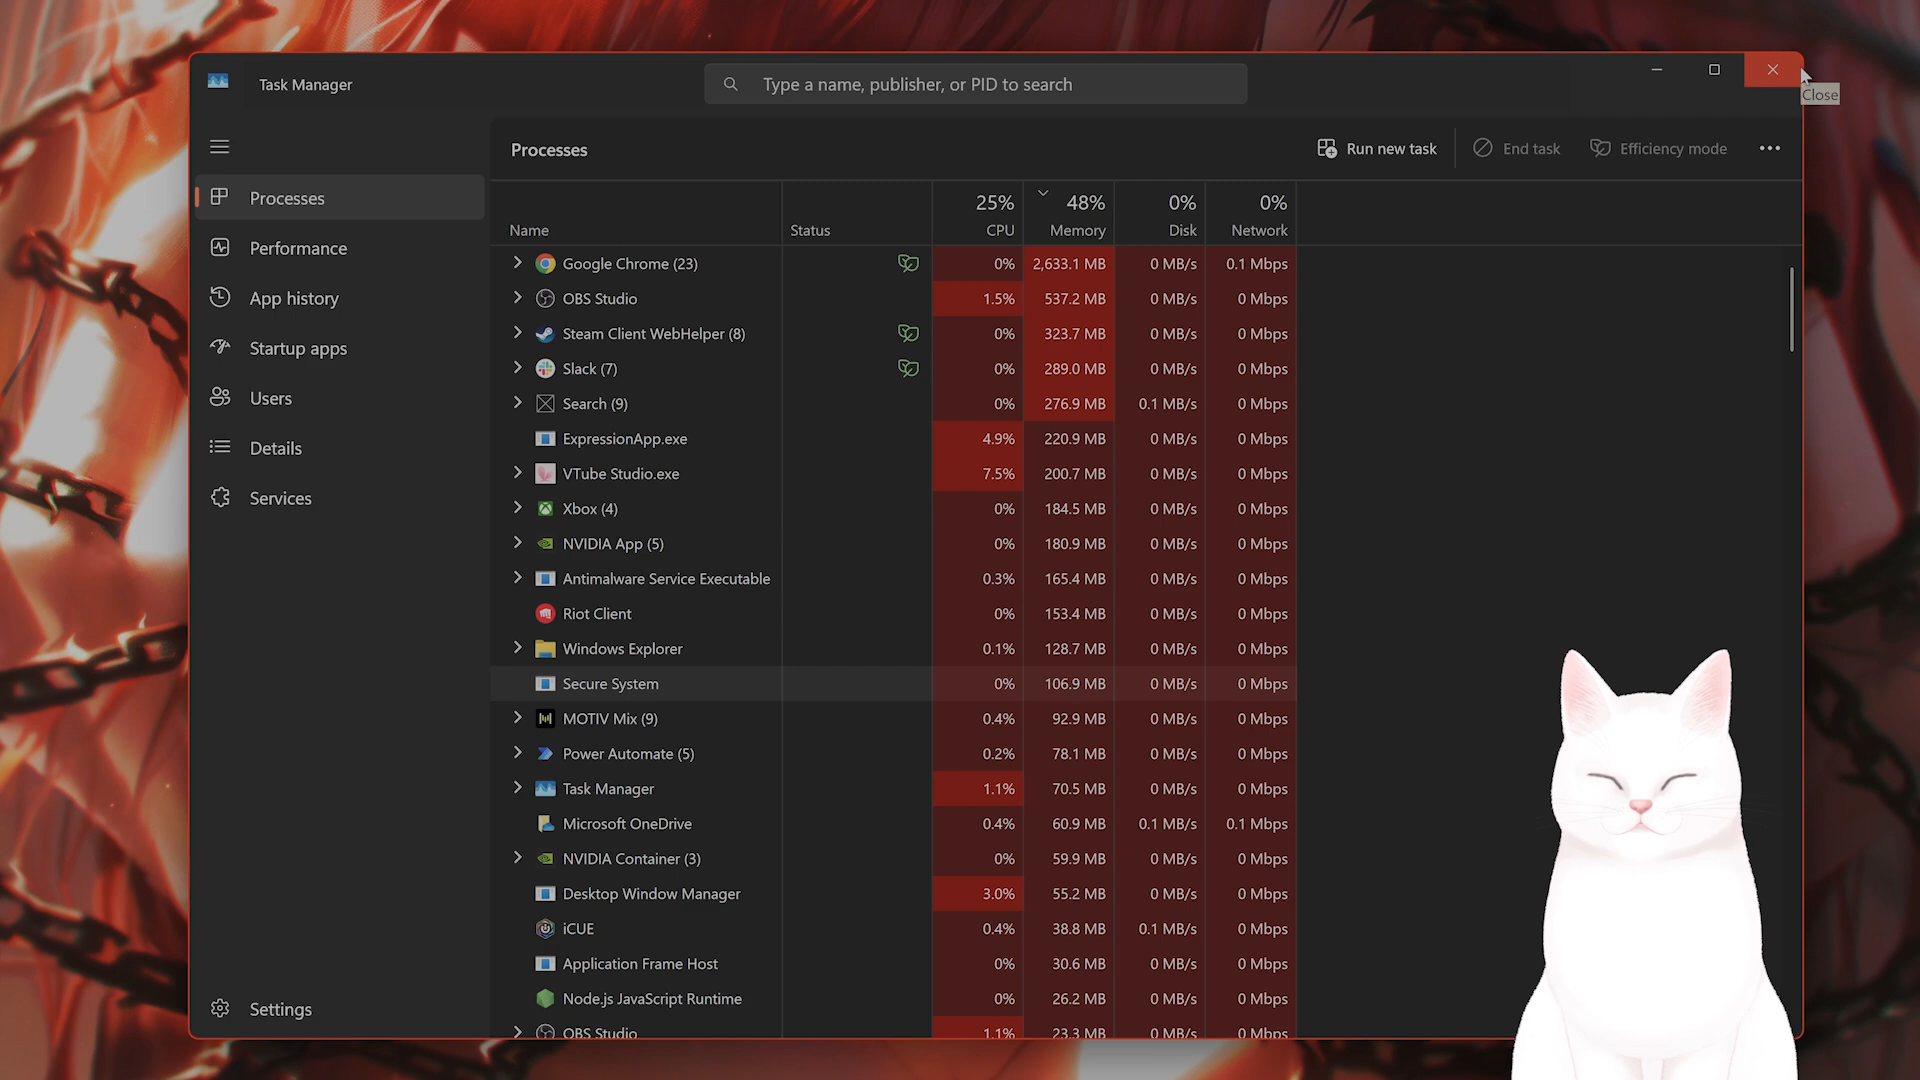 Task Manager
Type a name, publisher, or PID to search
Close
Processes
Run new task
End task
Efficiency mode
Processes
Performance
App history
Startup apps
Users
Details
Services
Settings
25% 48% 0% 0%
Name Status CPU Memory Disk Network
Google Chrome (23) 0% 2,633.1 MB 0 MB/s 0.1 Mbps
OBS Studio 1.5% 537.2 MB 0 MB/s 0 Mbps
Steam Client WebHelper (8) 0% 323.7 MB 0 MB/s 0 Mbps
Slack (7) 0% 289.0 MB 0 MB/s 0 Mbps
Search (9) 0% 276.9 MB 0.1 MB/s 0 Mbps
ExpressionApp.exe 4.9% 220.9 MB 0 MB/s 0 Mbps
VTube Studio.exe 7.5% 200.7 MB 0 MB/s 0 Mbps
Xbox (4) 0% 184.5 MB 0 MB/s 0 Mbps
NVIDIA App (5) 0% 180.9 MB 0 MB/s 0 Mbps
Antimalware Service Executable 0.3% 165.4 MB 0 MB/s 0 Mbps
Riot Client 0% 153.4 MB 0 MB/s 0 Mbps
Windows Explorer 0.1% 128.7 MB 0 MB/s 0 Mbps
Secure System 0% 106.9 MB 0 MB/s 0 Mbps
MOTIV Mix (9) 0.4% 92.9 MB 0 MB/s 0 Mbps
Power Automate (5) 0.2% 78.1 MB 0 MB/s 0 Mbps
Task Manager 1.1% 70.5 MB 0 MB/s 0 Mbps
Microsoft OneDrive 0.4% 60.9 MB 0.1 MB/s 0.1 Mbps
NVIDIA Container (3) 0% 59.9 MB 0 MB/s 0 Mbps
Desktop Window Manager 3.0% 55.2 MB 0 MB/s 0 Mbps
iCUE 0.4% 38.8 MB 0.1 MB/s 0 Mbps
Application Frame Host 0% 30.6 MB 0 MB/s 0 Mbps
Node.js JavaScript Runtime 0% 26.2 MB 0 MB/s 0 Mbps
OBS Studio 1.1% 23.3 MB 0 MB/s 0 Mbps